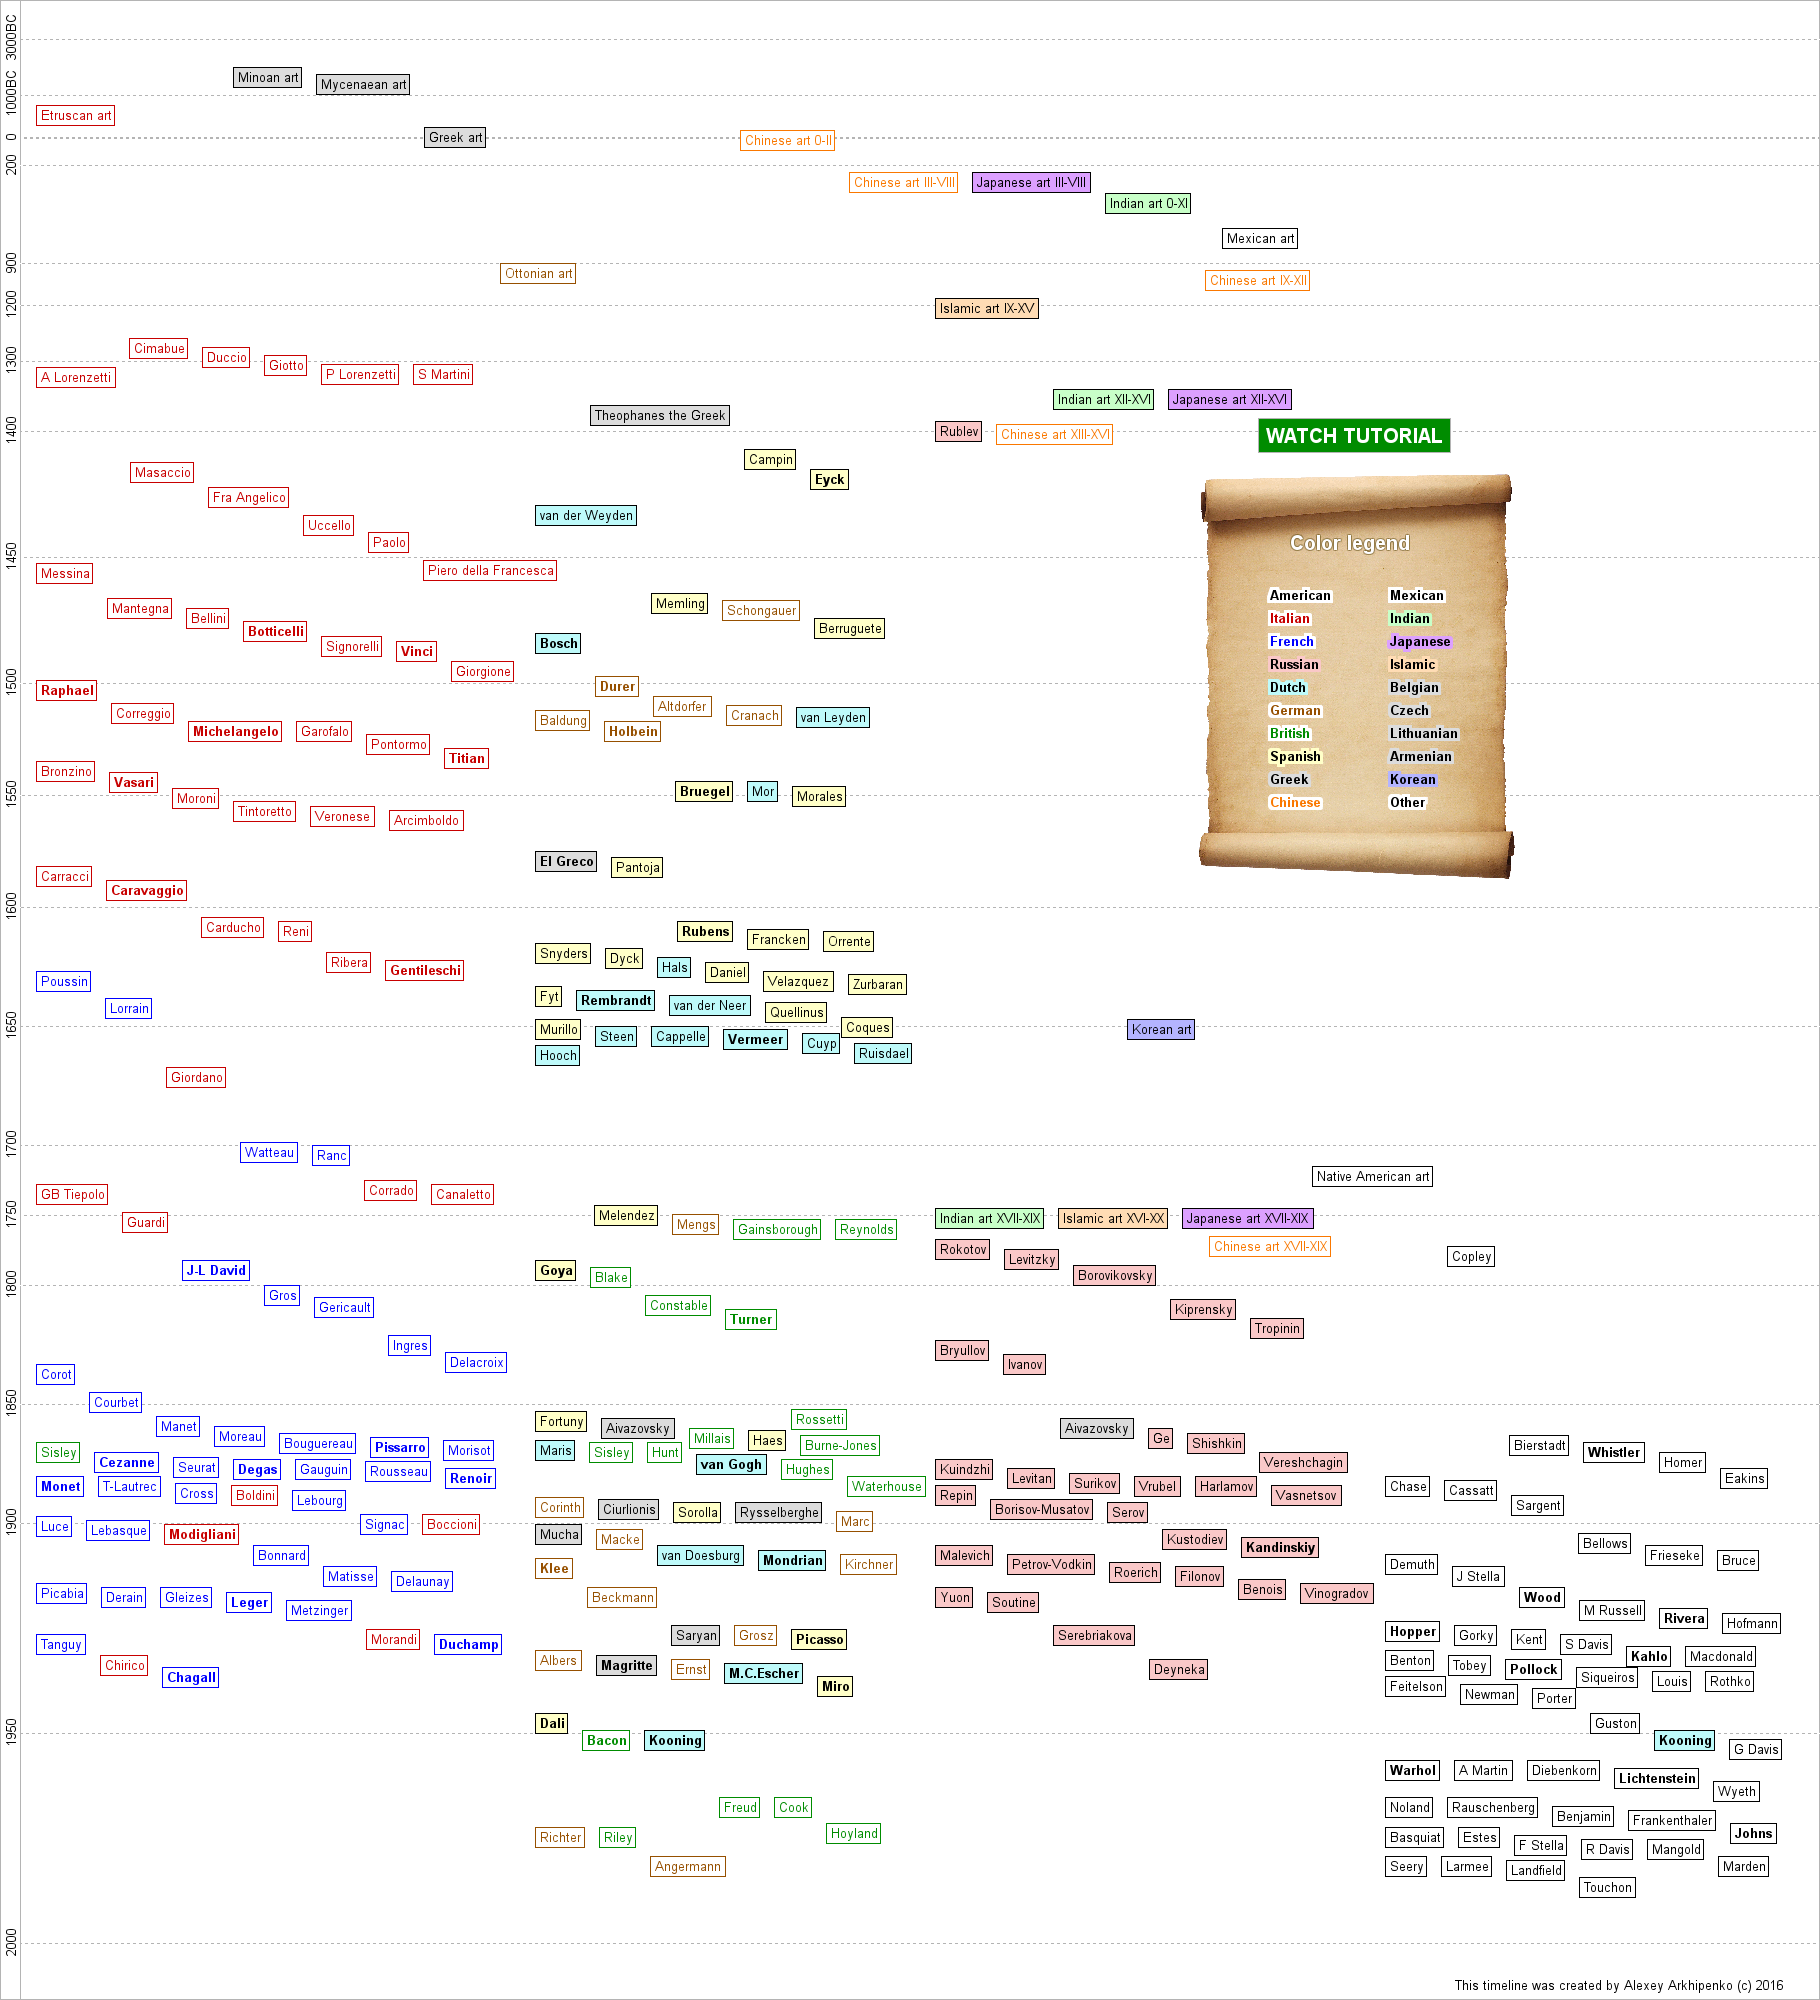 3000BC
Minoan art
Mycenaean art
1000BC
Etruscan art
0
Greek art
Chinese art 0-II
200
Chinese art III-VIII
Japanese art III-VIII
Indian art 0-XI
Mexican art
900
Ottonian art
Chinese art IX-XII
1200
Islamic art IX-XV
Cimabue
Duccio
1300
Giotto
P Lorenzetti
S Martini
A Lorenzetti
Indian art XII-XVI
Japanese art XII-XVI
Theophanes the Greek
1400
Rublev
Chinese art XIII-XVI
WATCH TUTORIAL
Campin
Masaccio
Eyck
Fra Angelico
van der Weyden
Uccello
Paolo
1450
Piero della Francesca
Messina
Mantegna
Bellini
Memling
Schongauer
Botticelli
Berruguete
Signorelli
Vinci
Bosch
Giorgione
1500
Raphael
Durer
Correggio
Altdorfer
Baldung
Cranach
van Leyden
Michelangelo
Garofalo
Holbein
Pontormo
Titian
Bronzino
Vasari
1550
Moroni
Bruegel
Mor
Morales
Tintoretto
Veronese
Arcimboldo
El Greco
Pantoja
Carracci
Caravaggio
Color legend
American
Mexican
Italian
Indian
French
Japanese
Russian
Islamic
Dutch
Belgian
German
Czech
British
Lithuanian
Spanish
Armenian
Greek
Korean
Chinese
Other
1600
Carducho
Reni
Rubens
Francken
Orrente
Snyders
Dyck
Ribera
Gentileschi
Hals
Daniel
Poussin
Velazquez
Zurbaran
Fyt
Rembrandt
van der Neer
Lorrain
Quellinus
1650
Murillo
Coques
Korean art
Steen
Cappelle
Vermeer
Cuyp
Hooch
Ruisdael
Giordano
1700
Watteau
Ranc
Native American art
GB Tiepolo
Corrado
Canaletto
1750
Guardi
Melendez
Mengs
Gainsborough
Reynolds
Indian art XVII-XIX
Islamic art XVI-XX
Japanese art XVII-XIX
Rokotov
Levitzky
Chinese art XVII-XIX
Copley
J-L David
Goya
Blake
Borovikovsky
1800
Gros
Gericault
Constable
Turner
Kiprensky
Tropinin
Ingres
Delacroix
Bryullov
Ivanov
Corot
1850
Courbet
Manet
Moreau
Bouguereau
Pissarro
Morisot
Fortuny
Aivazovsky
Rossetti
Aivazovsky
Ge
Shishkin
Sisley
Maris
Sisley
Hunt
Millais
Haes
Burne-Jones
Bierstadt
Whistler
Homer
Cezanne
Seurat
Degas
Gauguin
Rousseau
Renoir
van Gogh
Hughes
Kuindzhi
Levitan
Surikov
Vrubel
Harlamov
Vereshchagin
Eakins
Monet
T-Lautrec
Cross
Boldini
Lebourg
Waterhouse
Repin
Borisov-Musatov
Serov
Vasnetsov
Chase
Cassatt
Sargent
Corinth
Ciurlionis
Sorolla
Rysselberghe
Marc
1900
Luce
Lebasque
Modigliani
Signac
Boccioni
Mucha
Macke
Kustodiev
Kandinskiy
Bellows
Bonnard
van Doesburg
Mondrian
Kirchner
Malevich
Petrov-Vodkin
Roerich
Filonov
Frieseke
Bruce
Klee
Demuth
J Stella
Matisse
Delaunay
Benois
Vinogradov
Picabia
Derain
Gleizes
Leger
Metzinger
Beckmann
Yuon
Soutine
Wood
M Russell
Rivera
Hofmann
Tanguy
Morandi
Duchamp
Saryan
Grosz
Picasso
Serebriakova
Hopper
Gorky
Kent
S Davis
Kahlo
Macdonald
Chirico
Chagall
Albers
Magritte
Ernst
M.C.Escher
Miro
Deyneka
Benton
Tobey
Pollock
Siqueiros
Louis
Rothko
Feitelson
Newman
Porter
Dali
Guston
1950
Bacon
Kooning
Kooning
G Davis
Warhol
A Martin
Diebenkorn
Lichtenstein
Wyeth
Freud
Cook
Noland
Rauschenberg
Benjamin
Frankenthaler
Hoyland
Johns
Richter
Riley
Basquiat
Estes
F Stella
R Davis
Mangold
Angermann
Seery
Larmee
Landfield
Marden
Touchon
2000
This timeline was created by Alexey Arkhipenko (c) 2016